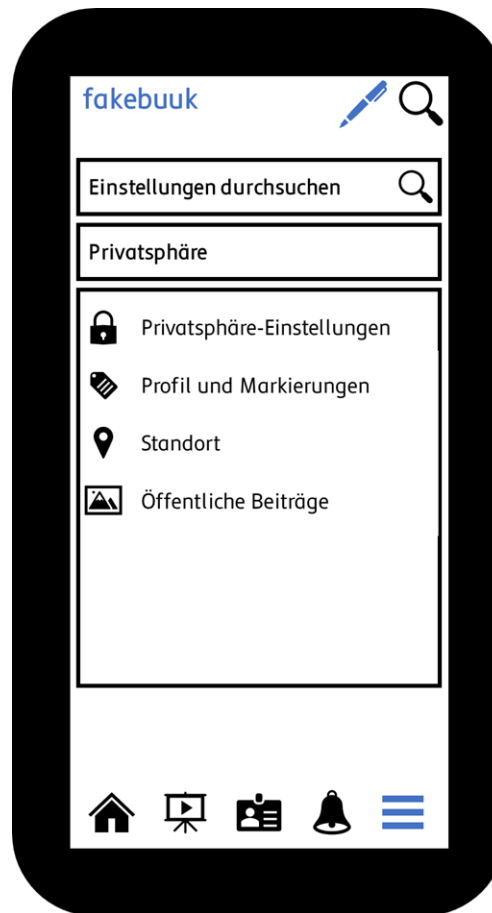 fakebuuk
Einstellungen durchsuchen
Privatsphäre
Privatsphäre-Einstellungen
Profil und Markierungen
Standort
Öffentliche Beiträge